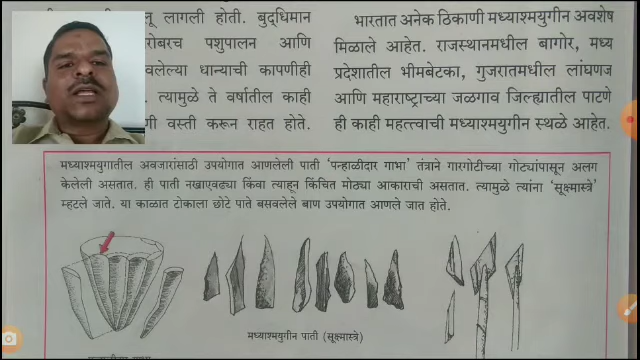 लू लागली होती. बुद्धिमान
रोबरच पशुपालन आणि
वलेल्या धान्याची कापणीही
त्यामुळे ते वर्षातील काही
णी वस्ती करून राहत होते.
भारतात अनेक ठिकाणी मध्याश्मयुगीन अवशेष
मिळाले आहेत. राजस्थानमधील बागोर, मध्य
प्रदेशातील भीमबेटका, गुजरातमधील लांघणज
आणि महाराष्ट्राच्या जळगाव जिल्ह्यातील पाटणे
ही काही महत्त्वाची मध्याश्मयुगीन स्थळे आहेत.
मध्याश्मयुगातील अवजारांसाठी उपयोगात आणलेली पाती ‘पन्हाळीदार गाभा’ तंत्राने गारगोटीच्या गोट्यांपासून अलग
केलेली असतात. ही पाती नखाएवढ्या किंवा त्याहून किंचित मोठ्या आकाराची असतात. त्यामुळे त्यांना ‘सूक्ष्मास्त्रे’
म्हटले जाते. या काळात टोकाला छोटे पाते बसवलेले बाण उपयोगात आणले जात होते.
मध्याश्मयुगीन पाती (सूक्ष्मास्त्रे)